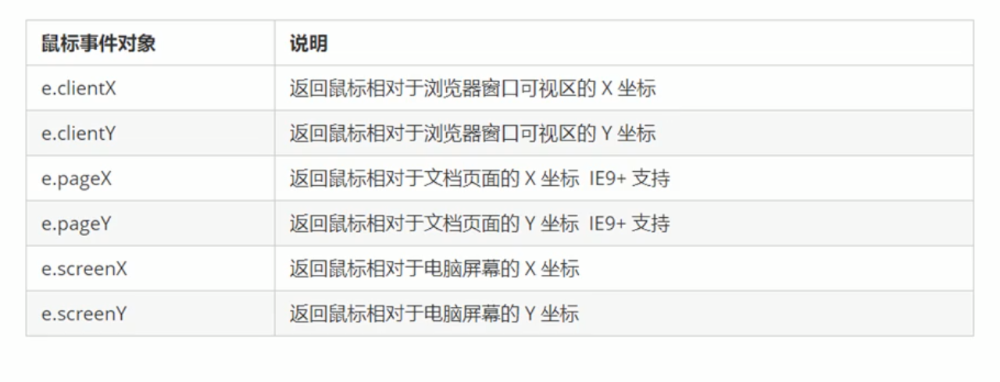 鼠标事件对象 说明
e.clientX 返回鼠标相对于浏览器窗口可视区的 X 坐标
e.clientY 返回鼠标相对于浏览器窗口可视区的 Y 坐标
e.pageX 返回鼠标相对于文档页面的 X 坐标 IE9+ 支持
e.pageY 返回鼠标相对于文档页面的 Y 坐标 IE9+ 支持
e.screenX 返回鼠标相对于电脑屏幕的 X 坐标
e.screenY 返回鼠标相对于电脑屏幕的 Y 坐标